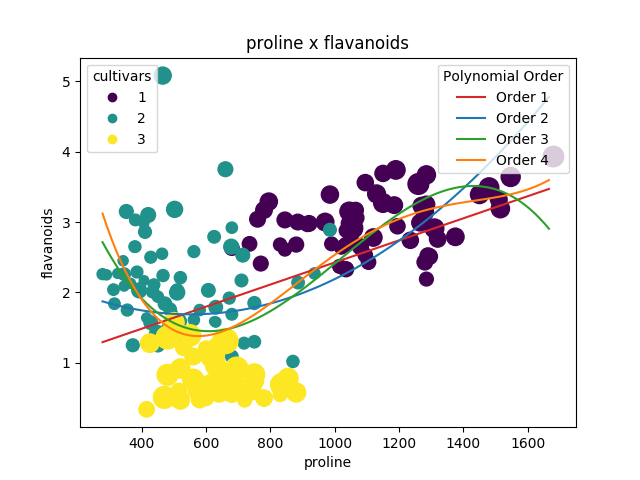 proline x flavanoids
cultivars
1
2
3
Polynomial Order
Order 1
Order 2
Order 3
Order 4
5
4
3
2
1
flavanoids
400 600 800 1000 1200 1400 1600
proline